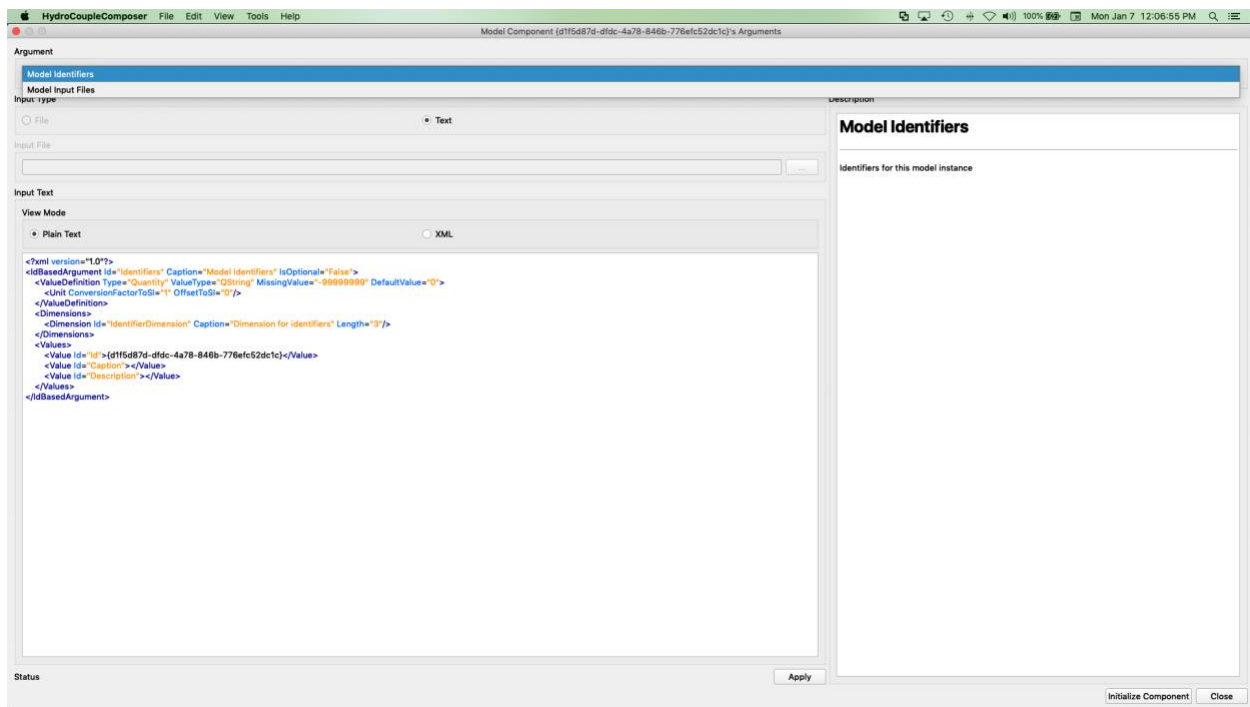 HydroCoupleComposer File Edit View Tools Help 100% Mon Jan 7 12:06:55 PM
Model Component {d1f5d87d-dfdc-4a78-846b-776efc52dc1c}'s Arguments
Argument
Model Identifiers
Model Input Files
Input Type
File Text
Input File
...
Input Text
View Mode
Plain Text XML
<?xml version="1.0"?>
<IdBasedArgument Id="Identifiers" Caption="Model Identifiers" IsOptional="False">
<ValueDefinition Type="Quantity" ValueType="QString" MissingValue="-99999999" DefaultValue="0">
<Unit ConversionFactorToSI="1" OffsetToSI="0"/>
</ValueDefinition>
<Dimensions>
<Dimension Id="IdentifierDimension" Caption="Dimension for identifiers" Length="3"/>
</Dimensions>
<Values>
<Value Id="Id">{d1f5d87d-dfdc-4a78-846b-776efc52dc1c}</Value>
<Value Id="Caption"></Value>
<Value Id="Description"></Value>
</Values>
</IdBasedArgument>
Status
Apply
Description
Model Identifiers
Identifiers for this model instance
Initialize Component Close